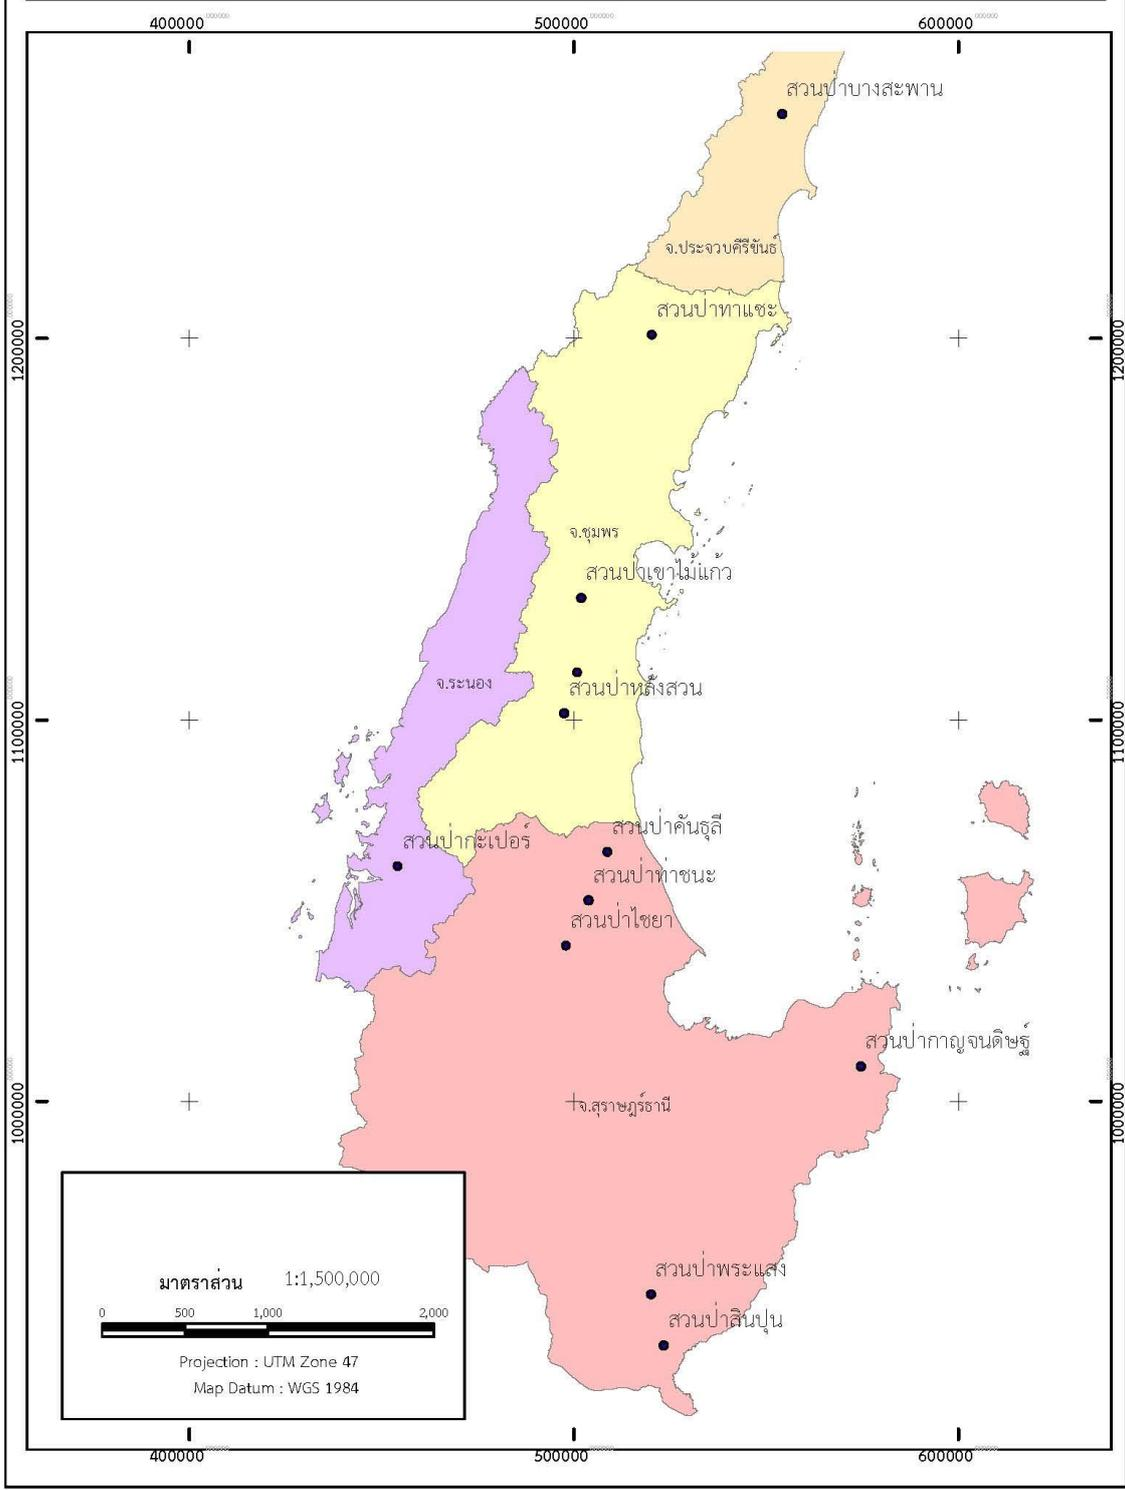 400000 500000 600000
สวนป่าบางสะพาน
จ.ประจวบคีรีขันธ์
สวนป่าท่าแซะ
1200000 1200000
จ.ชุมพร
สวนป่าเขาไม้แก้ว
จ.ระนอง
สวนป่าหลังสวน
1100000 1100000
สวนป่าคันธุลี
สวนป่ากะเปอร์
สวนป่าท่าชนะ
สวนป่าไชยา
สวนป่ากาญจนดิษฐ์
1000000 1000000
จ.สุราษฎร์ธานี
สวนป่าพระแสง
มาตราส่วน 1:1,500,000
0 500 1,000 2,000
สวนป่าสินปุน
Projection : UTM Zone 47
Map Datum : WGS 1984
400000 500000 600000